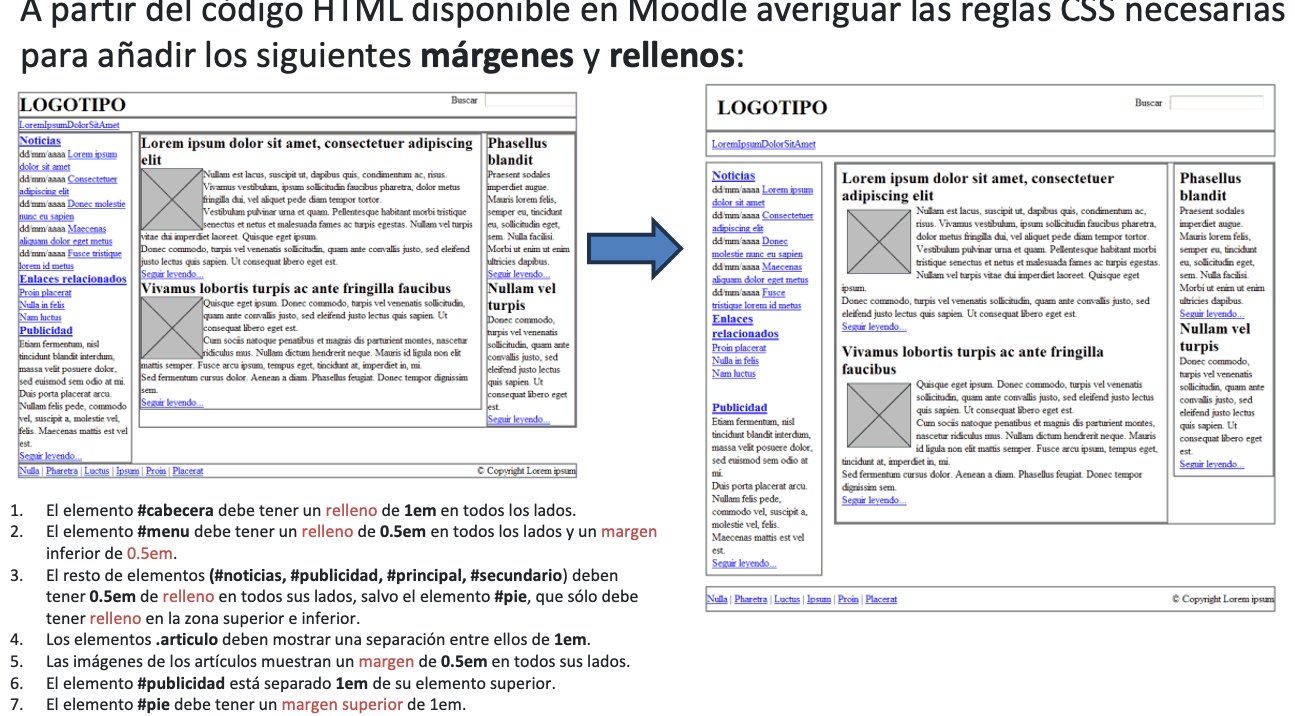 A partir del código HTML disponible en Moodle averiguar las reglas CSS necesarias
para añadir los siguientes márgenes y rellenos:
LOGOTIPO
Buscar
LoremIpsumDolorSitAmet
Noticias
dd/mm/aaaa Lorem ipsum
dolor sit amet
dd/mm/aaaa Consectetuer
adipiscing elit
dd/mm/aaaa Donec molestie
nunc eu sapien
dd/mm/aaaa Maecenas
aliquam dolor eget metus
dd/mm/aaaa Fusce tristique
lorem id metus
Enlaces relacionados
Proin placerat
Nulla in felis
Nam luctus
Publicidad
Etiam fermentum, nisl
tincidunt blandit interdum,
massa velit posuere dolor,
sed euismod sem odio at mi.
Duis porta placerat arcu.
Nullam felis pede, commodo
vel, suscipit a, molestie vel,
felis. Maecenas mattis est vel
est.
Seguir leyendo...
Lorem ipsum dolor sit amet, consectetuer adipiscing
elit
Nullam est lacus, suscipit ut, dapibus quis, condimentum ac, risus.
Vivamus vestibulum, ipsum sollicitudin faucibus pharetra, dolor metus
fringilla dui, vel aliquet pede diam tempor tortor.
Vestibulum pulvinar urna et quam. Pellentesque habitant morbi tristique
senectus et netus et malesuada fames ac turpis egestas. Nullam vel turpis
vitae dui imperdiet laoreet. Quisque eget ipsum.
Donec commodo, turpis vel venenatis sollicitudin, quam ante convallis justo, sed eleifend
justo lectus quis sapien. Ut consequat libero eget est.
Seguir leyendo...
Vivamus lobortis turpis ac ante fringilla faucibus
Quisque eget ipsum. Donec commodo, turpis vel venenatis sollicitudin,
quam ante convallis justo, sed eleifend justo lectus quis sapien. Ut
consequat libero eget est.
Cum sociis natoque penatibus et magnis dis parturient montes, nascetur
ridiculus mus. Nullam dictum hendrerit neque. Mauris id ligula non elit
mattis semper. Fusce arcu ipsum, tempus eget, tincidunt at, imperdiet in, mi.
Sed fermentum cursus dolor. Aenean a diam. Phasellus feugiat. Donec tempor dignissim
sem.
Seguir leyendo...
Phasellus
blandit
Praesent sodales
imperdiet augue.
Mauris lorem felis,
semper eu, tincidunt
eu, sollicitudin eget,
sem. Nulla facilisi.
Morbi ut enim ut enim
ultricies dapibus.
Seguir leyendo...
Nullam vel
turpis
Donec commodo,
turpis vel venenatis
sollicitudin, quam ante
convallis justo, sed
eleifend justo lectus
quis sapien. Ut
consequat libero eget
est.
Seguir leyendo...
Nulla | Pharetra | Luctus | Ipsum | Proin | Placerat
© Copyright Lorem ipsum
LOGOTIPO
Buscar
LoremIpsumDolorSitAmet
Noticias
dd/mm/aaaa Lorem ipsum
dolor sit amet
dd/mm/aaaa Consectetuer
adipiscing elit
dd/mm/aaaa Donec
molestie nunc eu sapien
dd/mm/aaaa Maecenas
aliquam dolor eget metus
dd/mm/aaaa Fusce
tristique lorem id metus
Enlaces
relacionados
Proin placerat
Nulla in felis
Nam luctus
Publicidad
Etiam fermentum, nisl
tincidunt blandit interdum,
massa velit posuere dolor,
sed euismod sem odio at
mi.
Duis porta placerat arcu.
Nullam felis pede,
commodo vel, suscipit a,
molestie vel, felis.
Maecenas mattis est vel
est.
Seguir leyendo...
Lorem ipsum dolor sit amet, consectetuer
adipiscing elit
Nullam est lacus, suscipit ut, dapibus quis, condimentum ac,
risus. Vivamus vestibulum, ipsum sollicitudin faucibus pharetra,
dolor metus fringilla dui, vel aliquet pede diam tempor tortor.
Vestibulum pulvinar urna et quam. Pellentesque habitant morbi
tristique senectus et netus et malesuada fames ac turpis egestas.
Nullam vel turpis vitae dui imperdiet laoreet. Quisque eget
ipsum.
Donec commodo, turpis vel venenatis sollicitudin, quam ante convallis justo, sed
eleifend justo lectus quis sapien. Ut consequat libero eget est.
Seguir leyendo...
Vivamus lobortis turpis ac ante fringilla
faucibus
Quisque eget ipsum. Donec commodo, turpis vel venenatis
sollicitudin, quam ante convallis justo, sed eleifend justo lectus
quis sapien. Ut consequat libero eget est.
Cum sociis natoque penatibus et magnis dis parturient montes,
nascetur ridiculus mus. Nullam dictum hendrerit neque. Mauris
id ligula non elit mattis semper. Fusce arcu ipsum, tempus eget,
tincidunt at, imperdiet in, mi.
Sed fermentum cursus dolor. Aenean a diam. Phasellus feugiat. Donec tempor
dignissim sem.
Seguir leyendo...
Phasellus
blandit
Praesent sodales
imperdiet augue.
Mauris lorem felis,
semper eu, tincidunt
eu, sollicitudin eget,
sem. Nulla facilisi.
Morbi ut enim ut enim
ultricies dapibus.
Seguir leyendo...
Nullam vel
turpis
Donec commodo,
turpis vel venenatis
sollicitudin, quam ante
convallis justo, sed
eleifend justo lectus
quis sapien. Ut
consequat libero eget
est.
Seguir leyendo...
Nulla | Pharetra | Luctus | Ipsum | Proin | Placerat
© Copyright Lorem ipsum
1. El elemento #cabecera debe tener un relleno de 1em en todos los lados.
2. El elemento #menu debe tener un relleno de 0.5em en todos los lados y un margen
inferior de 0.5em.
3. El resto de elementos (#noticias, #publicidad, #principal, #secundario) deben
tener 0.5em de relleno en todos sus lados, salvo el elemento #pie, que sólo debe
tener relleno en la zona superior e inferior.
4. Los elementos .articulo deben mostrar una separación entre ellos de 1em.
5. Las imágenes de los artículos muestran un margen de 0.5em en todos sus lados.
6. El elemento #publicidad está separado 1em de su elemento superior.
7. El elemento #pie debe tener un margen superior de 1em.